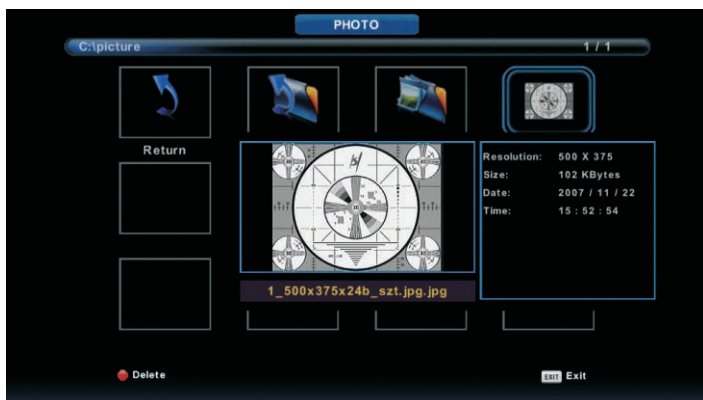 PHOTO
C:\picture 1 / 1
Return
Resolution: 500 X 375
Size: 102 KBytes
Date: 2007 / 11 / 22
Time: 15 : 52 : 54
1_500x375x24b_szt.jpg.jpg
Delete EXIT Exit